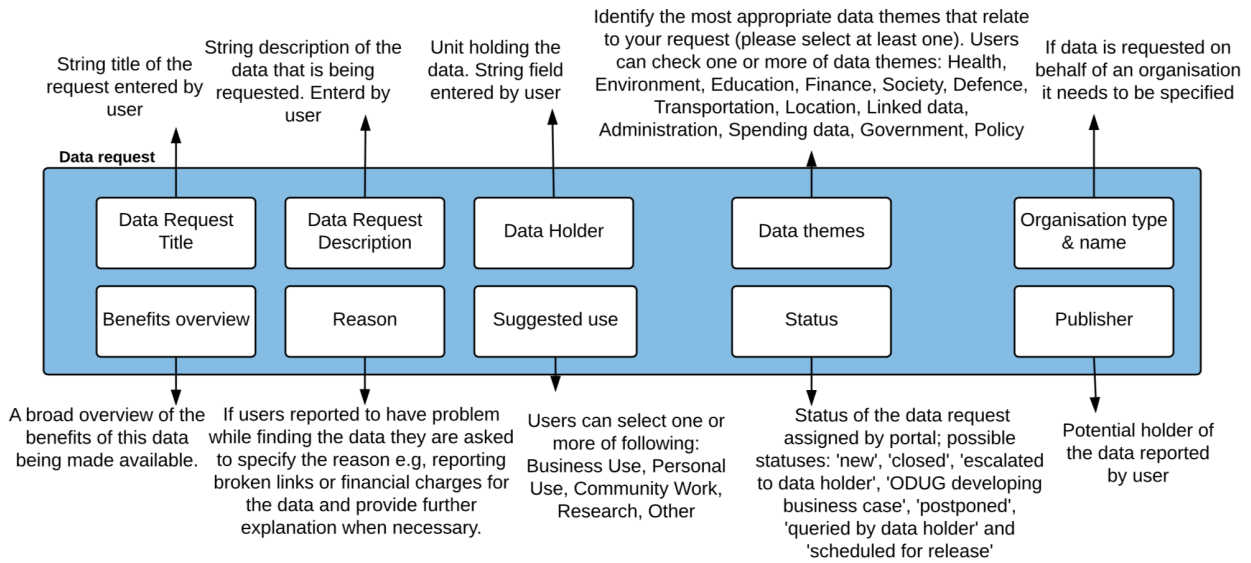 String title of the
request entered by
user
String description of the
data that is being
requested. Enterd by
user
Unit holding the
data. String field
entered by user
Identify the most appropriate data themes that relate
to your request (please select at least one). Users
can check one or more of data themes: Health,
Environment, Education, Finance, Society, Defence,
Transportation, Location, Linked data,
Administration, Spending data, Government, Policy
If data is requested on
behalf of an organisation
it needs to be specified
Data request
Data Request
Title
Data Request
Description
Data Holder
Data themes
Organisation type
& name
Benefits overview
Reason
Suggested use
Status
Publisher
A broad overview of the
benefits of this data
being made available.
If users reported to have problem
while finding the data they are asked
to specify the reason e.g, reporting
broken links or financial charges for
the data and provide further
explanation when necessary.
Users can select one or
more of following:
Business Use, Personal
Use, Community Work,
Research, Other
Status of the data request
assigned by portal; possible
statuses: 'new', 'closed', 'escalated
to data holder', 'ODUG developing
business case', 'postponed',
'queried by data holder' and
'scheduled for release'
Potential holder of
the data reported
by user